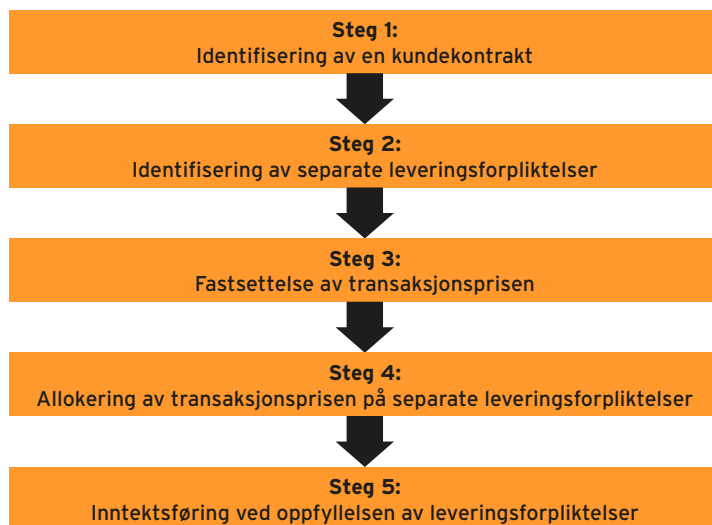 Steg 1:
Identifisering av en kundekontrakt
Steg 2:
Identifisering av separate leveringsforpliktelser
Steg 3:
Fastsettelse av transaksjonsprisen
Steg 4:
Allokering av transaksjonsprisen på separate leveringsforpliktelser
Steg 5:
Inntektsføring ved oppfyllelsen av leveringsforpliktelser